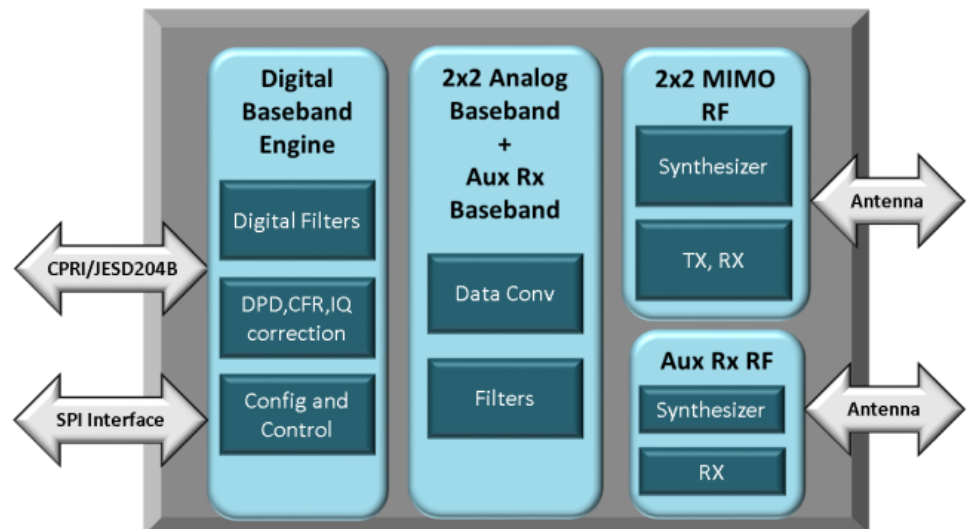 Digital
Baseband
Engine
Digital Filters
DPD,CFR,IQ
correction
Config and
Control
2x2 Analog
Baseband
+
Aux Rx
Baseband
Data Conv
Filters
2x2 MIMO
RF
Synthesizer
TX, RX
Aux Rx RF
Synthesizer
RX
CPRI/JESD204B
SPI Interface
Antenna
Antenna